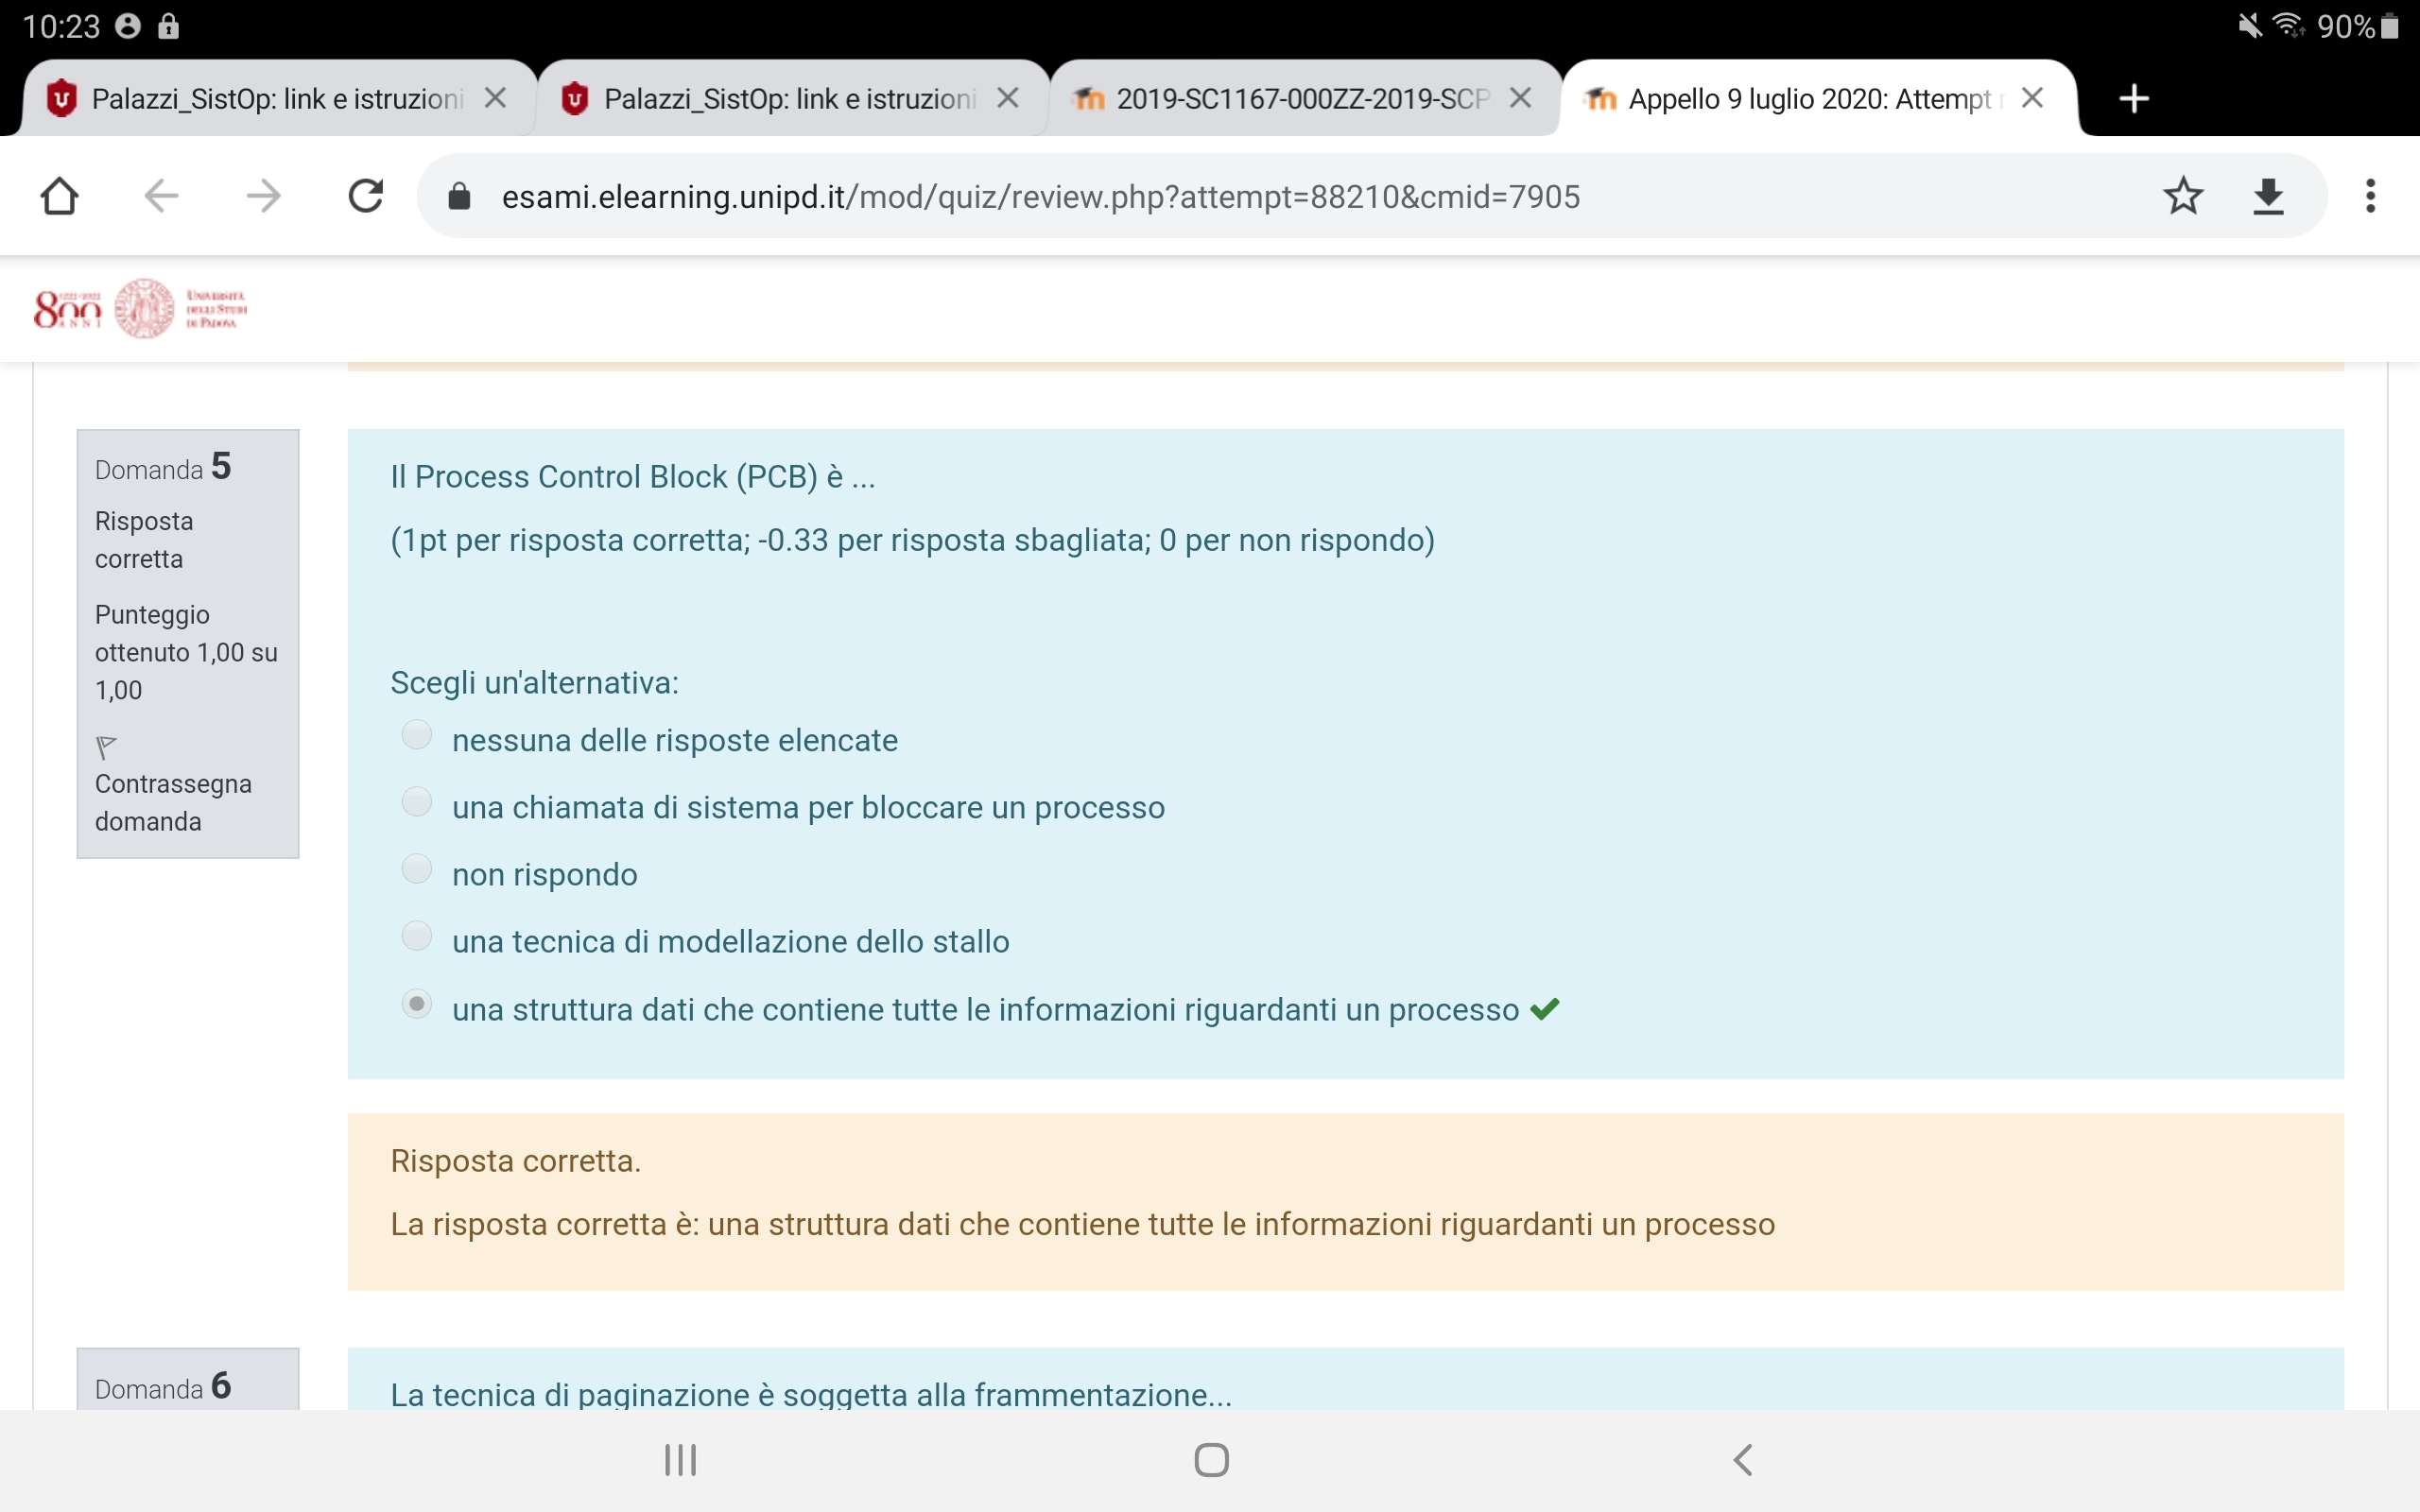 10:23
90%
Palazzi_SistOp: link e istruzioni
Palazzi_SistOp: link e istruzioni
2019-SC1167-000ZZ-2019-SCP
Appello 9 luglio 2020: Attempt
esami.elearning.unipd.it/mod/quiz/review.php?attempt=88210&cmid=7905
800
1222-2022
ANNI
UNIVERSITÀ
DEGLI STUDI
DI PADOVA
Domanda 5
Risposta
corretta
Punteggio
ottenuto 1,00 su
1,00
Contrassegna
domanda
Il Process Control Block (PCB) è ...
(1pt per risposta corretta; -0.33 per risposta sbagliata; 0 per non rispondo)
Scegli un'alternativa:
nessuna delle risposte elencate
una chiamata di sistema per bloccare un processo
non rispondo
una tecnica di modellazione dello stallo
una struttura dati che contiene tutte le informazioni riguardanti un processo
Risposta corretta.
La risposta corretta è: una struttura dati che contiene tutte le informazioni riguardanti un processo
Domanda 6
La tecnica di paginazione è soggetta alla frammentazione...